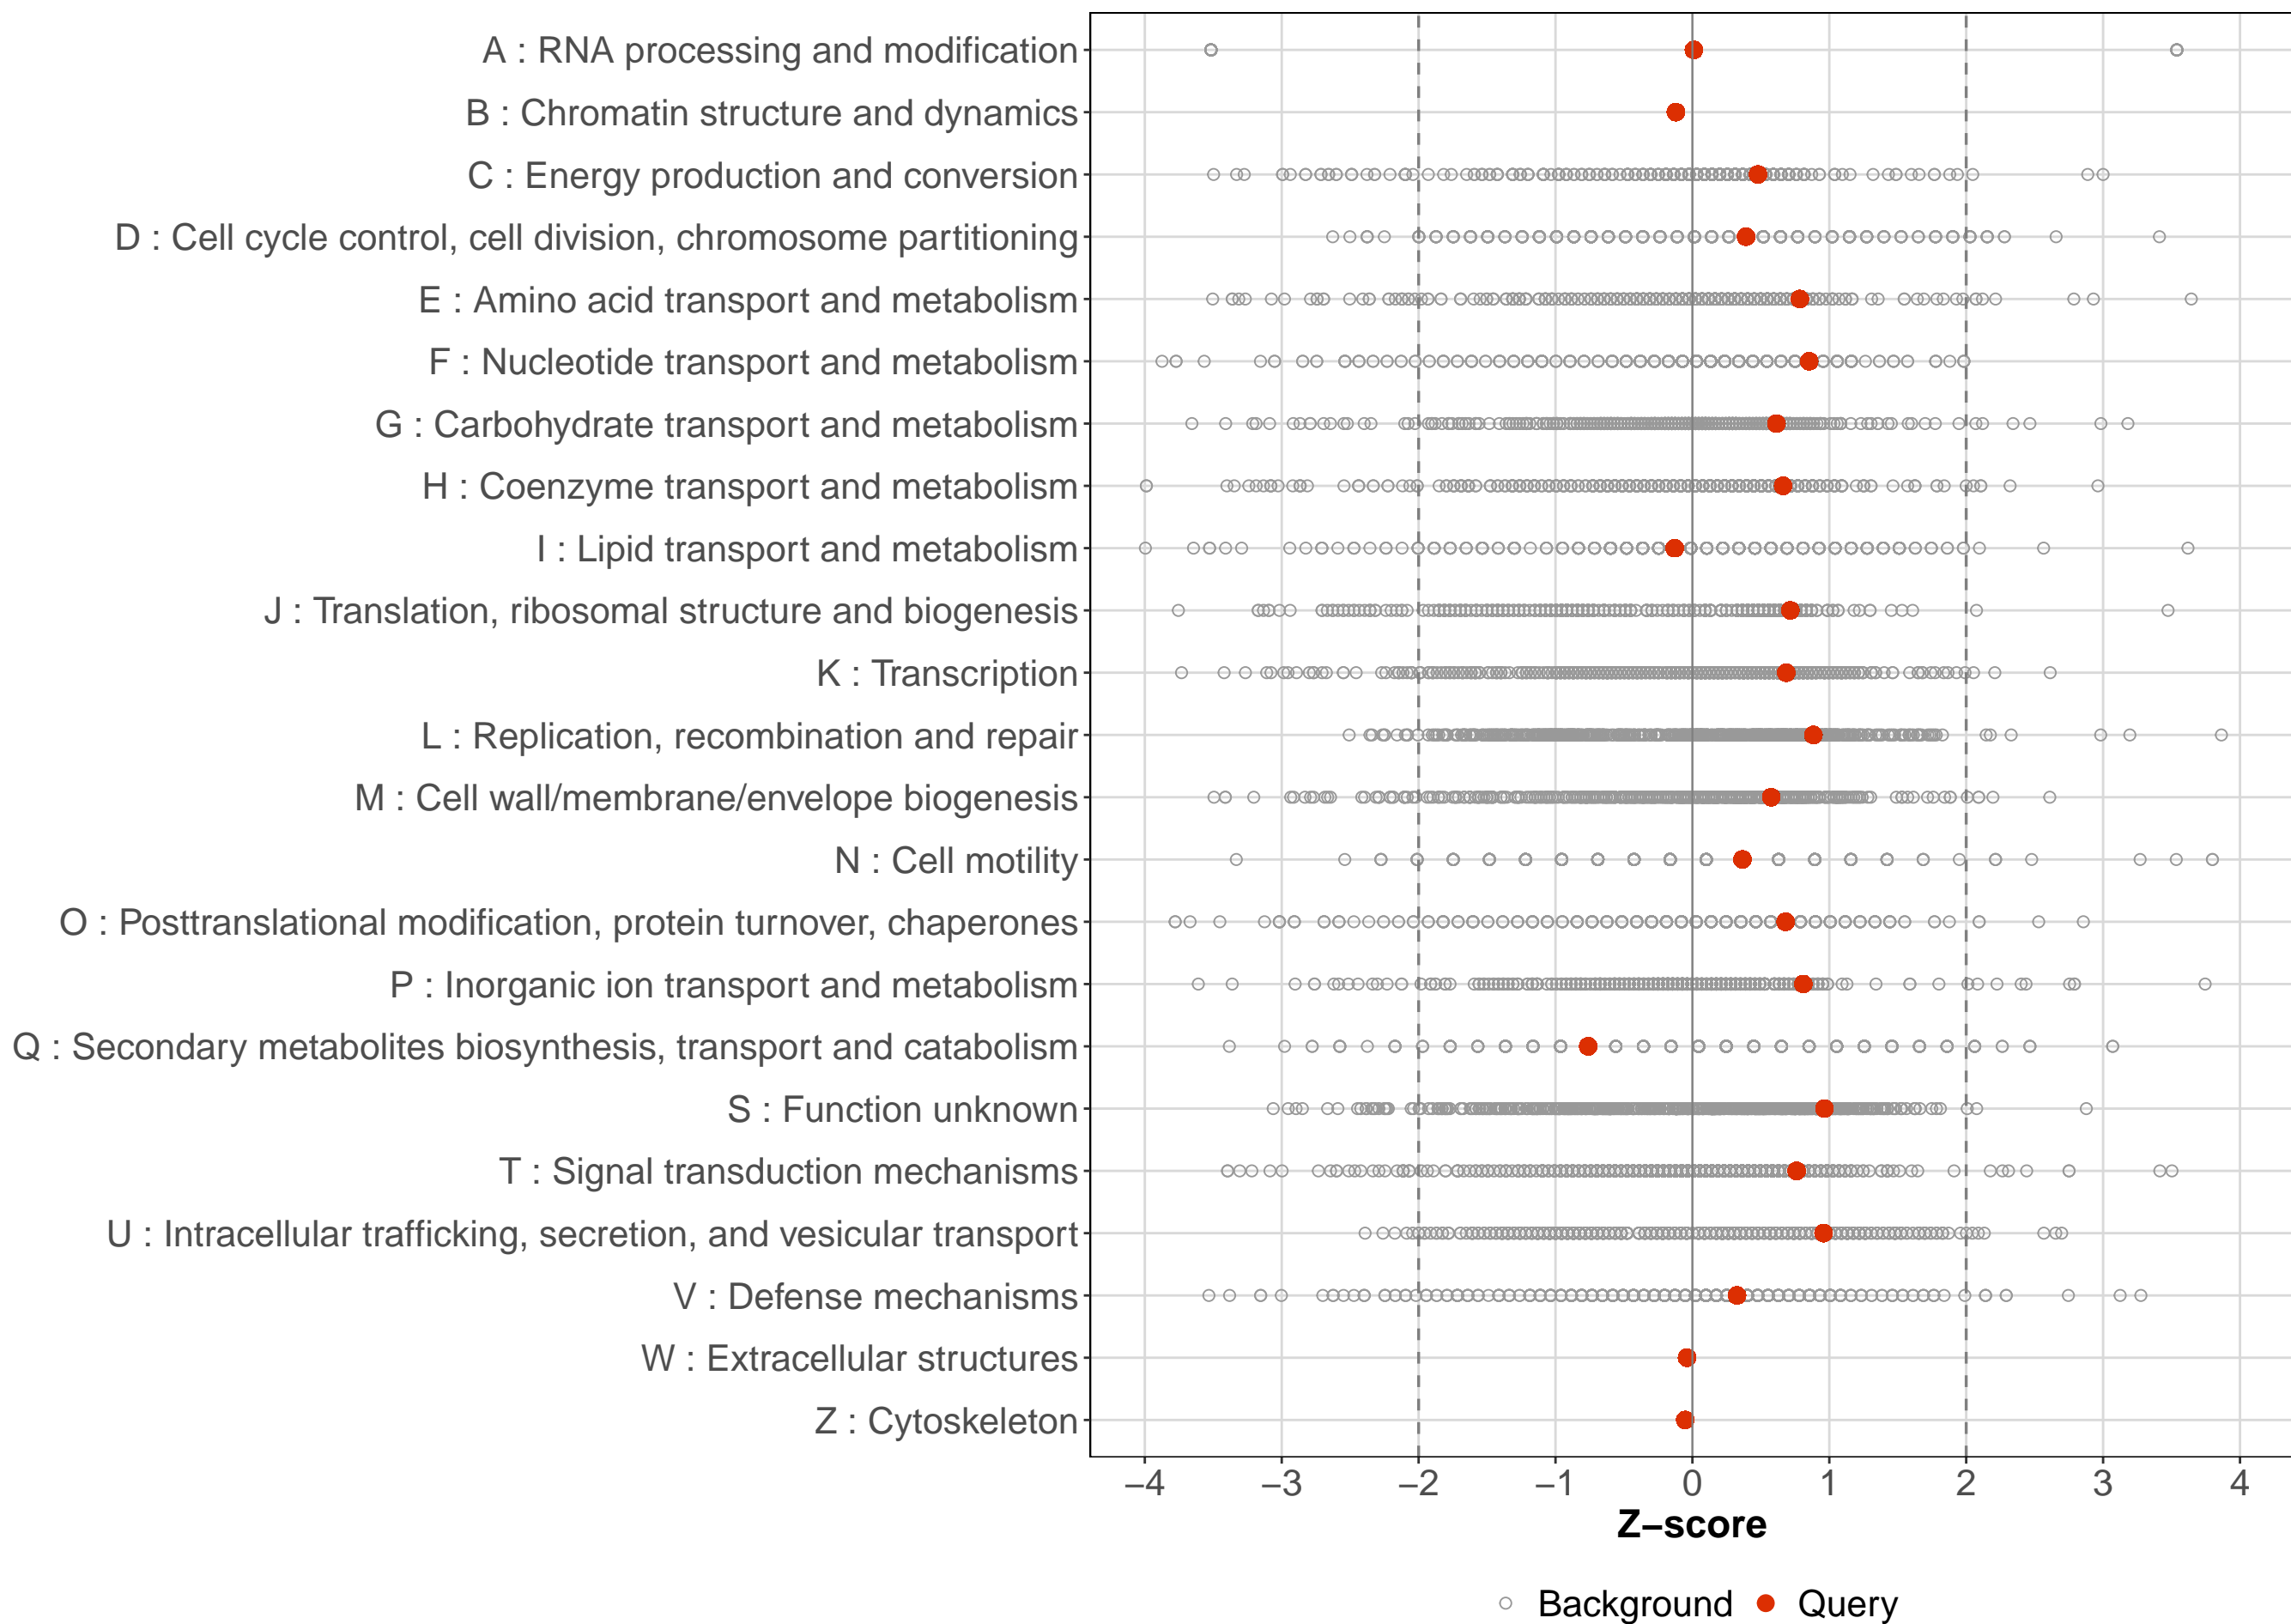 A : RNA processing and modification
B : Chromatin structure and dynamics
C : Energy production and conversion
D : Cell cycle control, cell division, chromosome partitioning
E : Amino acid transport and metabolism
F : Nucleotide transport and metabolism
G : Carbohydrate transport and metabolism
H : Coenzyme transport and metabolism
I : Lipid transport and metabolism
J : Translation, ribosomal structure and biogenesis
K : Transcription
L : Replication, recombination and repair
M : Cell wall/membrane/envelope biogenesis
N : Cell motility
O : Posttranslational modification, protein turnover, chaperones
P : Inorganic ion transport and metabolism
Q : Secondary metabolites biosynthesis, transport and catabolism
S : Function unknown
T : Signal transduction mechanisms
U : Intracellular trafficking, secretion, and vesicular transport
V : Defense mechanisms
W : Extracellular structures
Z : Cytoskeleton
−4 −3 −2 −1 0 1 2 3 4
Z−score
Background Query